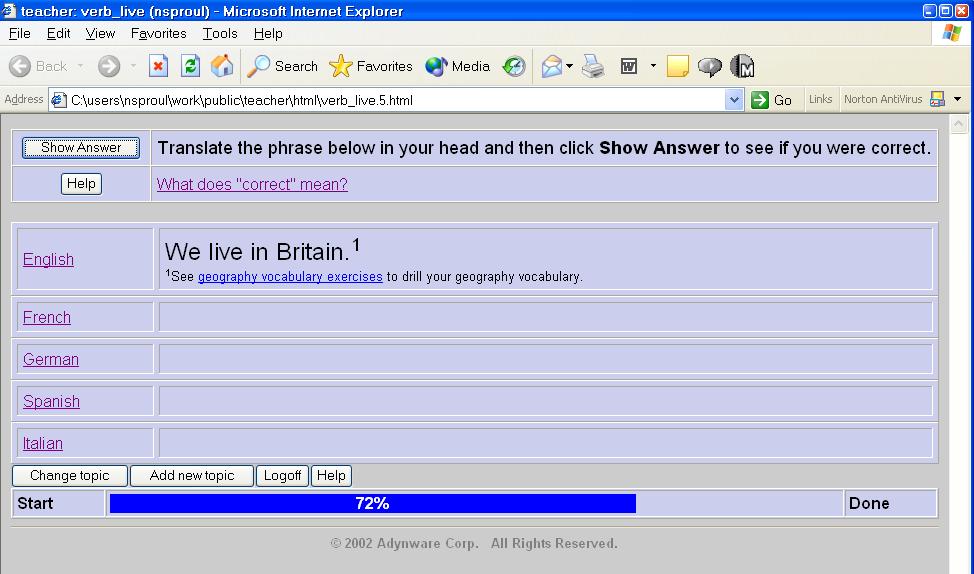 teacher: verb_live (nsproul) - Microsoft Internet Explorer
File Edit View Favorites Tools Help
Back Search Favorites Media
Address C:\users\nsproul\work\public\teacher\html\verb_live.5.html Go Links Norton AntiVirus
Show Answer Translate the phrase below in your head and then click Show Answer to see if you were correct.
Help What does "correct" mean?
English We live in Britain.1
1See geography vocabulary exercises to drill your geography vocabulary.
French
German
Spanish
Italian
Change topic Add new topic Logoff Help
Start 72% Done
© 2002 Adynware Corp. All Rights Reserved.